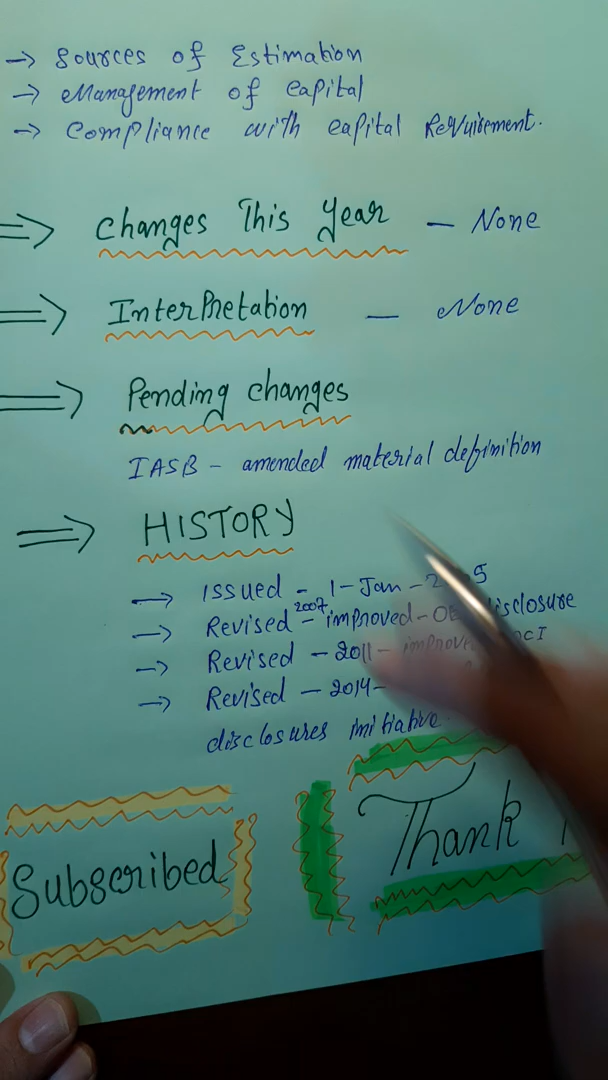 → Sources of Estimation
→ Management of capital
→ Compliance with capital Requirement.
⇒ Changes This Year – None
⇒ Interpretation – None
⇒ Pending changes
IASB – amended material definition
⇒ HISTORY
→ Issued – 1-Jan-
→ Revised – 2007 improved – disclosure
→ Revised – 2011 –
→ Revised – 2014 –
disclosures initiative
Subscribed
Thank